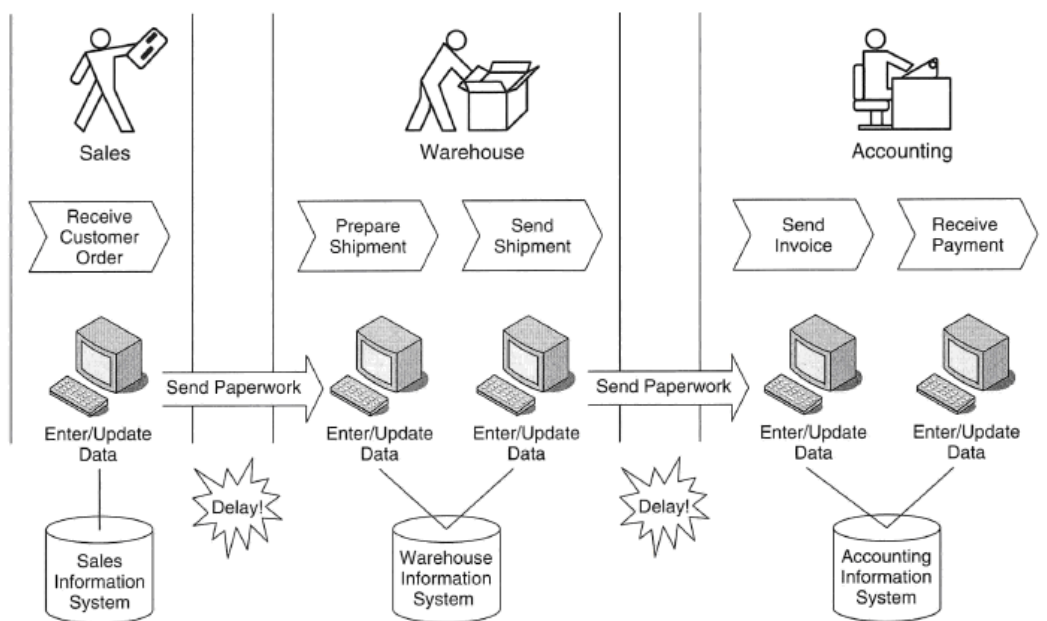 Sales
Warehouse
Accounting
Receive
Customer
Order
Prepare
Shipment
Send
Shipment
Send
Invoice
Receive
Payment
Send Paperwork
Send Paperwork
Enter/Update
Data
Enter/Update
Data
Enter/Update
Data
Enter/Update
Data
Enter/Update
Data
Delay!
Delay!
Sales
Information
System
Warehouse
Information
System
Accounting
Information
System